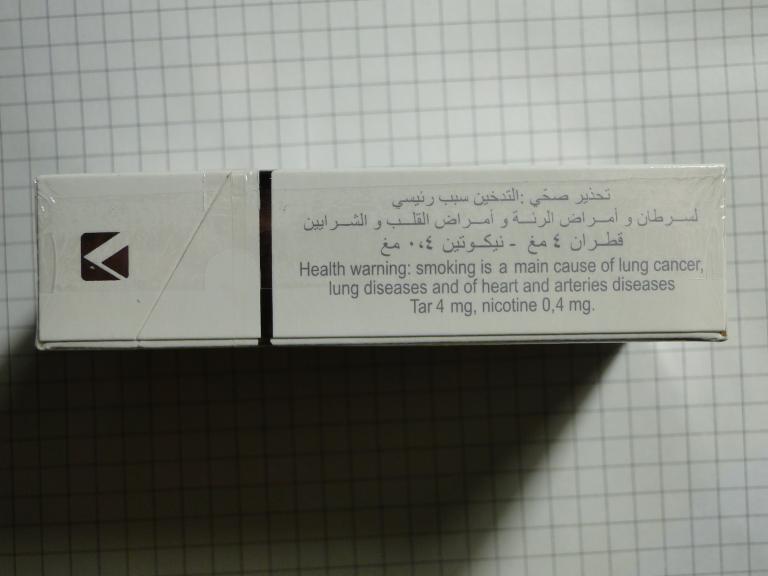 تحذير صحّي :التدخين سبب رئيسي
لسرطان و أمراض الرئة و أمراض القلب و الشرايين
قطران ٤ مغ - نيكوتين ٠،٤ مغ
Health warning: smoking is a main cause of lung cancer,
lung diseases and of heart and arteries diseases
Tar 4 mg, nicotine 0,4 mg.